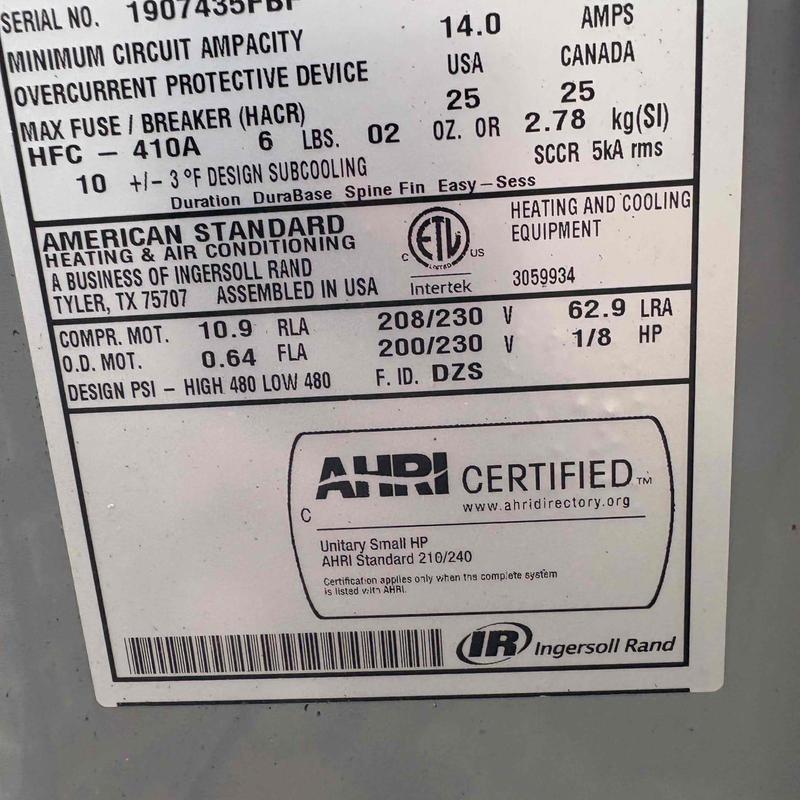 SERIAL NO. 1907435FBF
MINIMUM CIRCUIT AMPACITY 14.0 AMPS
OVERCURRENT PROTECTIVE DEVICE USA CANADA
MAX FUSE / BREAKER (HACR) 25 25
HFC – 410A 6 LBS. 02 OZ. OR 2.78 kg(SI)
10 +/– 3 °F DESIGN SUBCOOLING SCCR 5kA rms
Duration DuraBase Spine Fin Easy–Sess
AMERICAN STANDARD
HEATING & AIR CONDITIONING
A BUSINESS OF INGERSOLL RAND
TYLER, TX 75707 ASSEMBLED IN USA
C ETL US
LISTED
Intertek
HEATING AND COOLING
EQUIPMENT
3059934
COMPR. MOT. 10.9 RLA 208/230 V 62.9 LRA
O.D. MOT. 0.64 FLA 200/230 V 1/8 HP
DESIGN PSI – HIGH 480 LOW 480 F. ID. DZS
AHRI CERTIFIED™
www.ahridirectory.org
C
Unitary Small HP
AHRI Standard 210/240
Certification applies only when the complete system
is listed with AHRI.
IR Ingersoll Rand